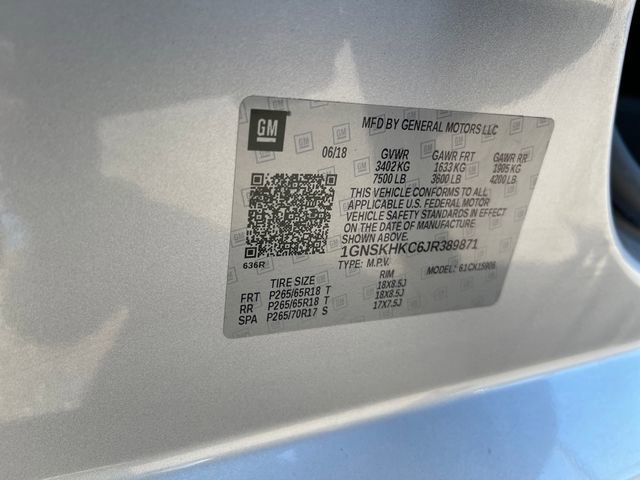 GM
MFD BY GENERAL MOTORS LLC
06/18 GVWR GAWR FRT GAWR RR
3402 KG 1633 KG 1905 KG
7500 LB 3600 LB 4200 LB
THIS VEHICLE CONFORMS TO ALL
APPLICABLE U.S. FEDERAL MOTOR
VEHICLE SAFETY STANDARDS IN EFFECT
ON THE DATE OF MANUFACTURE
1GNSKHKC6JR389871
636R
TYPE: M.P.V. MODEL: 61CK15906
TIRE SIZE RIM
FRT P265/65R18 T 18X8.5J
RR P265/65R18 T 18X8.5J
SPA P265/70R17 S 17X7.5J